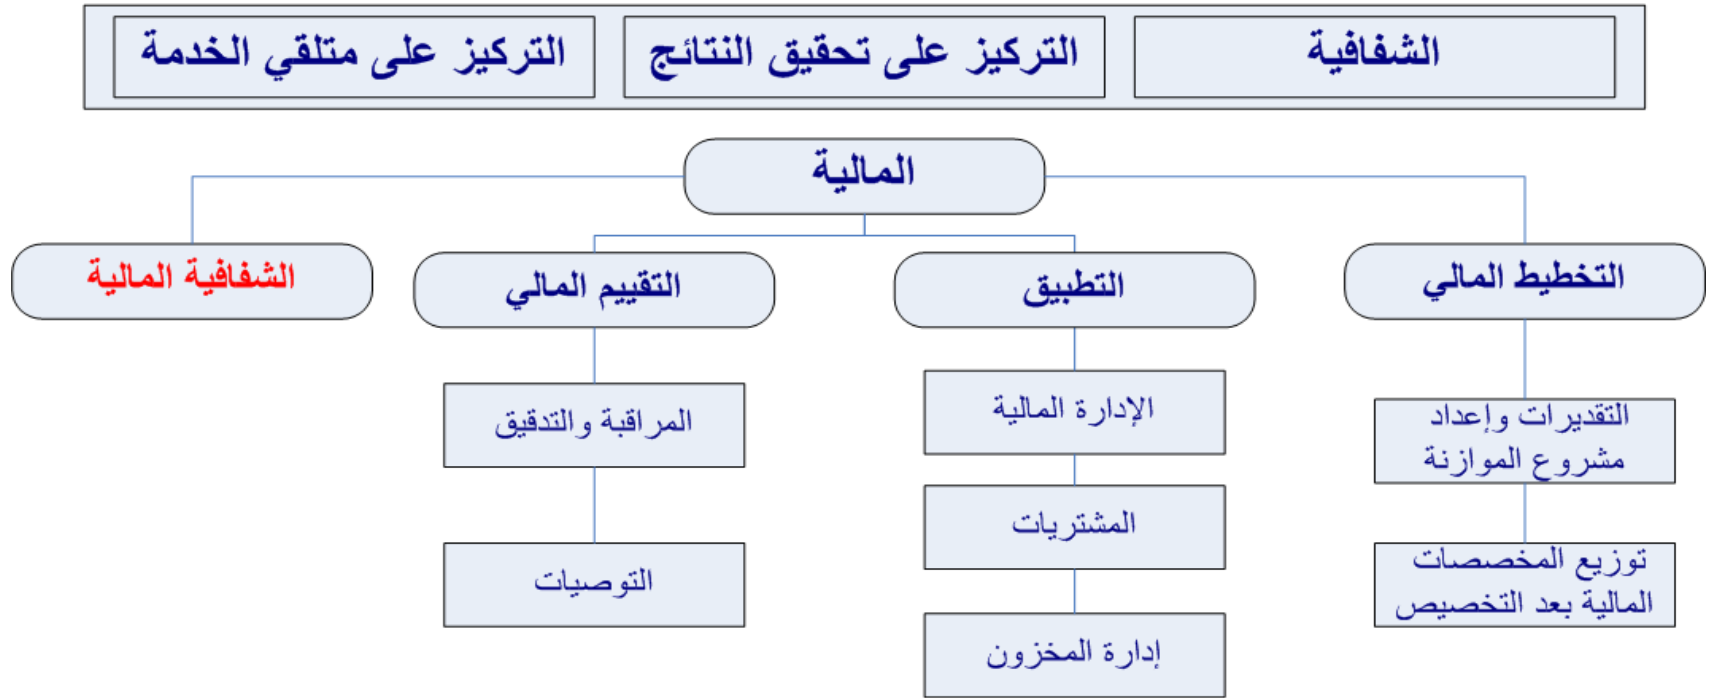 الشفافية
التركيز على تحقيق النتائج
التركيز على متلقي الخدمة
المالية
التخطيط المالي
التطبيق
التقييم المالي
الشفافية المالية
التقديرات وإعداد
مشروع الموازنة
توزيع المخصصات
المالية بعد التخصيص
الإدارة المالية
المشتريات
إدارة المخزون
المراقبة والتدقيق
التوصيات